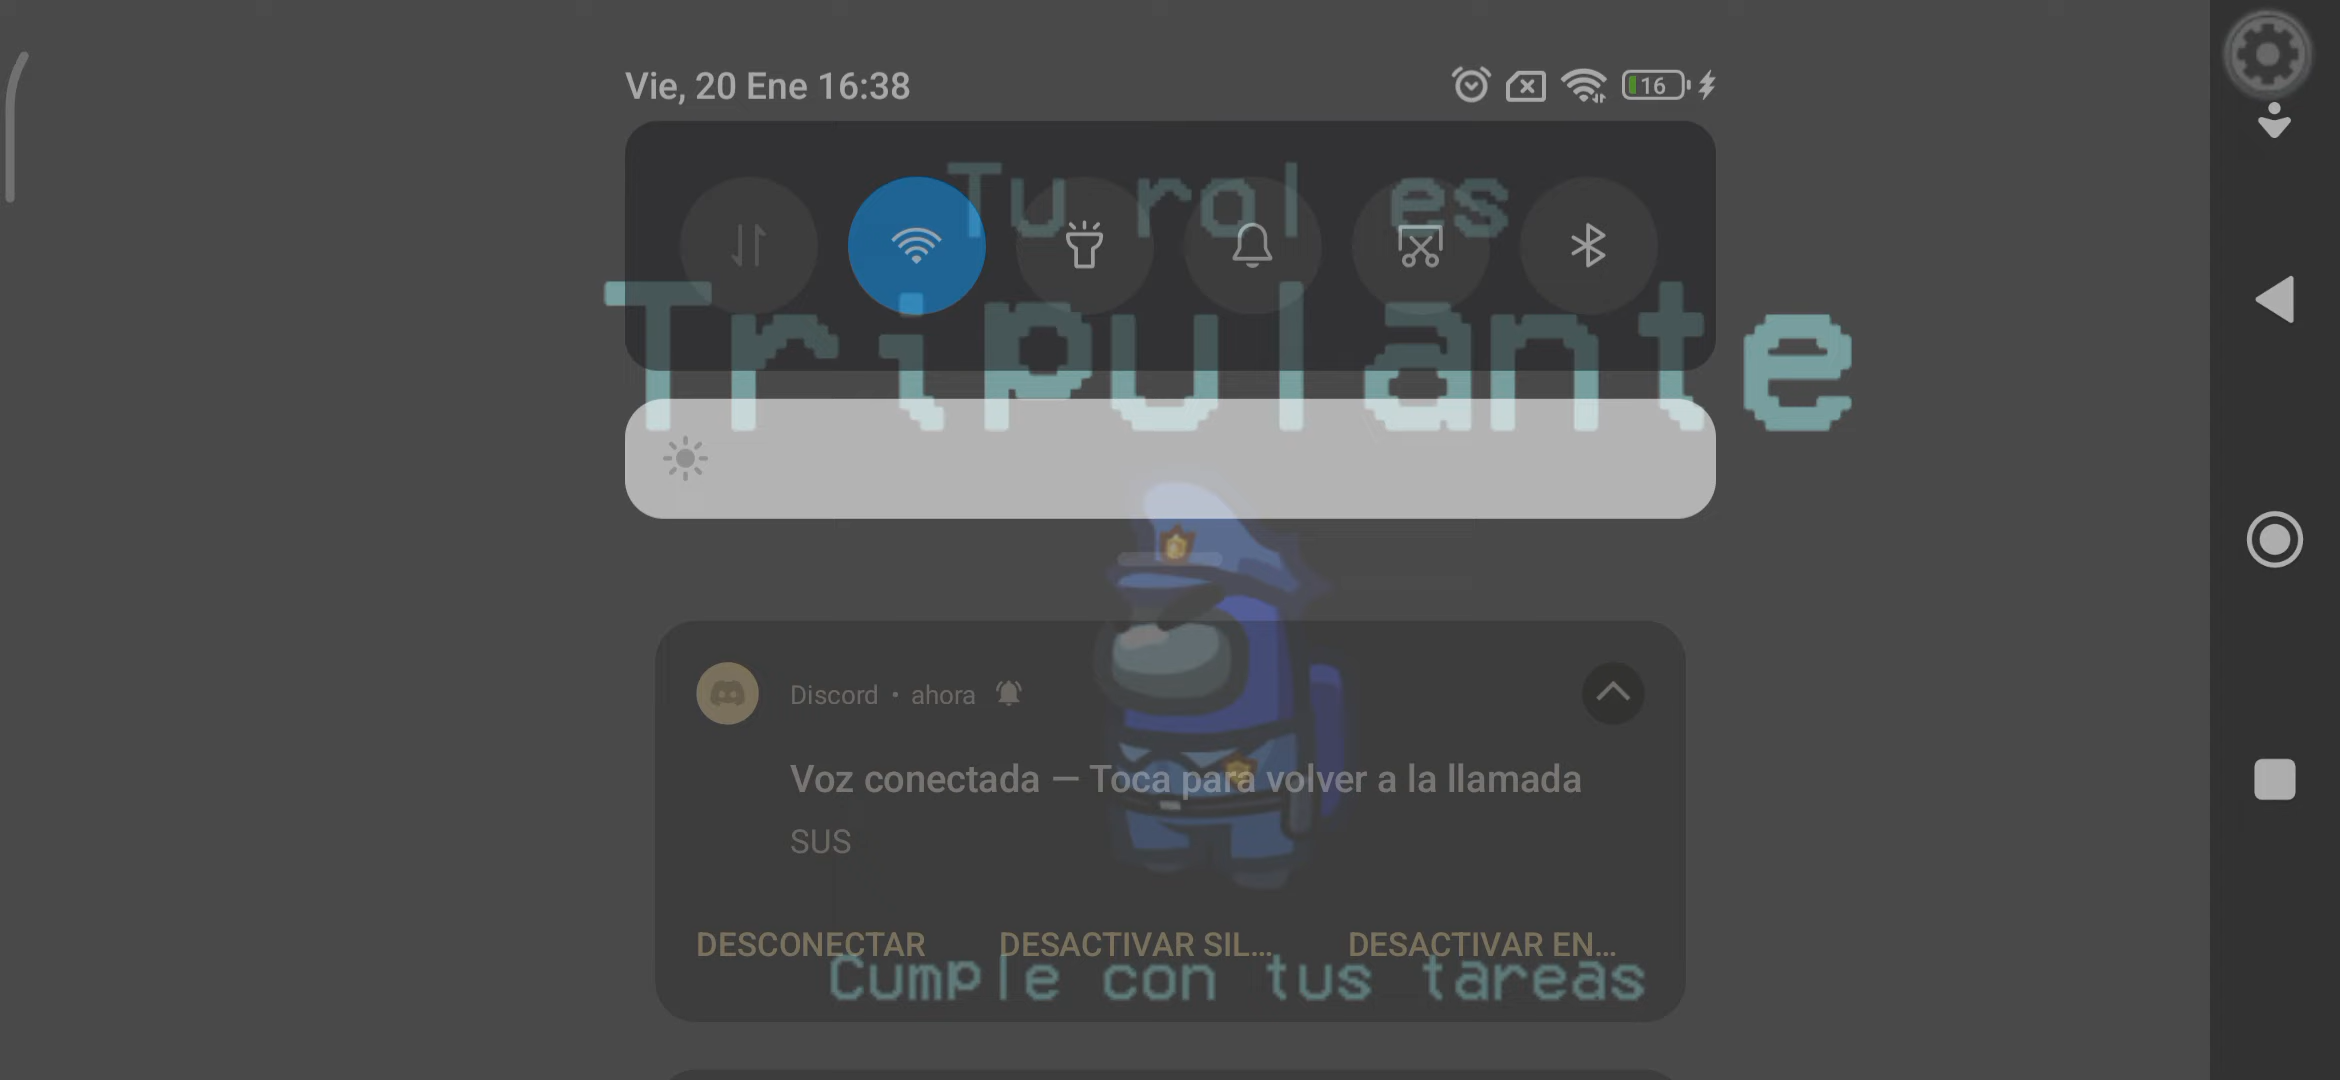 Vie, 20 Ene 16:38
16
Tu rol es
Tripulante
Discord • ahora
Voz conectada — Toca para volver a la llamada
SUS
DESCONECTAR DESACTIVAR SIL... DESACTIVAR EN...
Cumple con tus tareas